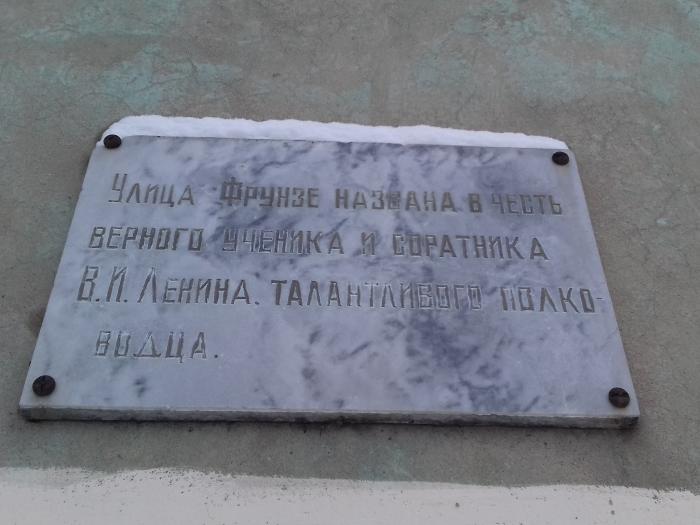 Улица Фрунзе названа в честь
верного ученика и соратника
В.И. Ленина. талантливого полко-
водца.